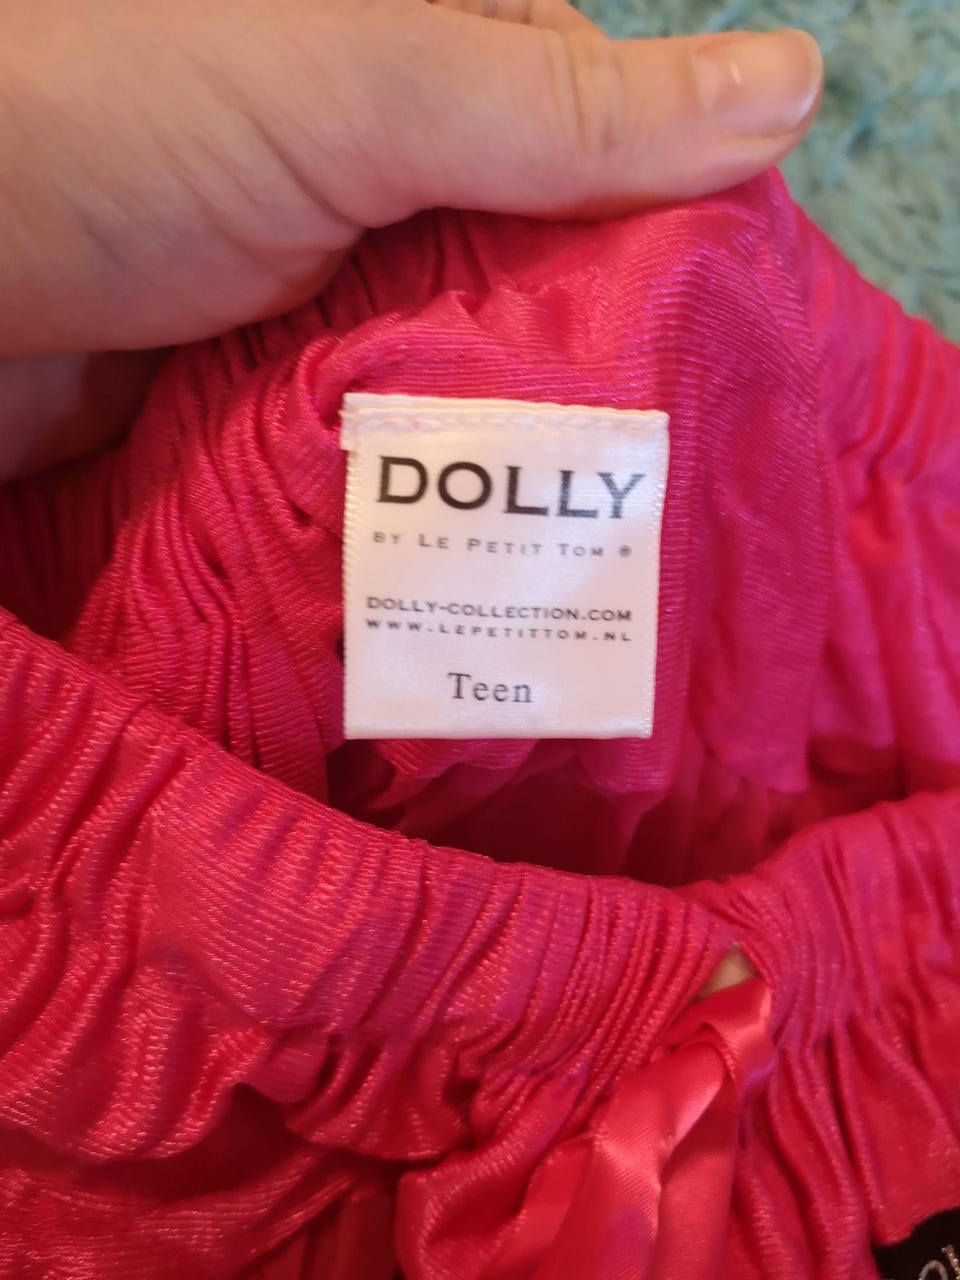 DOLLY
BY LE PETIT TOM ®
DOLLY-COLLECTION.COM
WWW.LEPETITTOM.NL
Teen